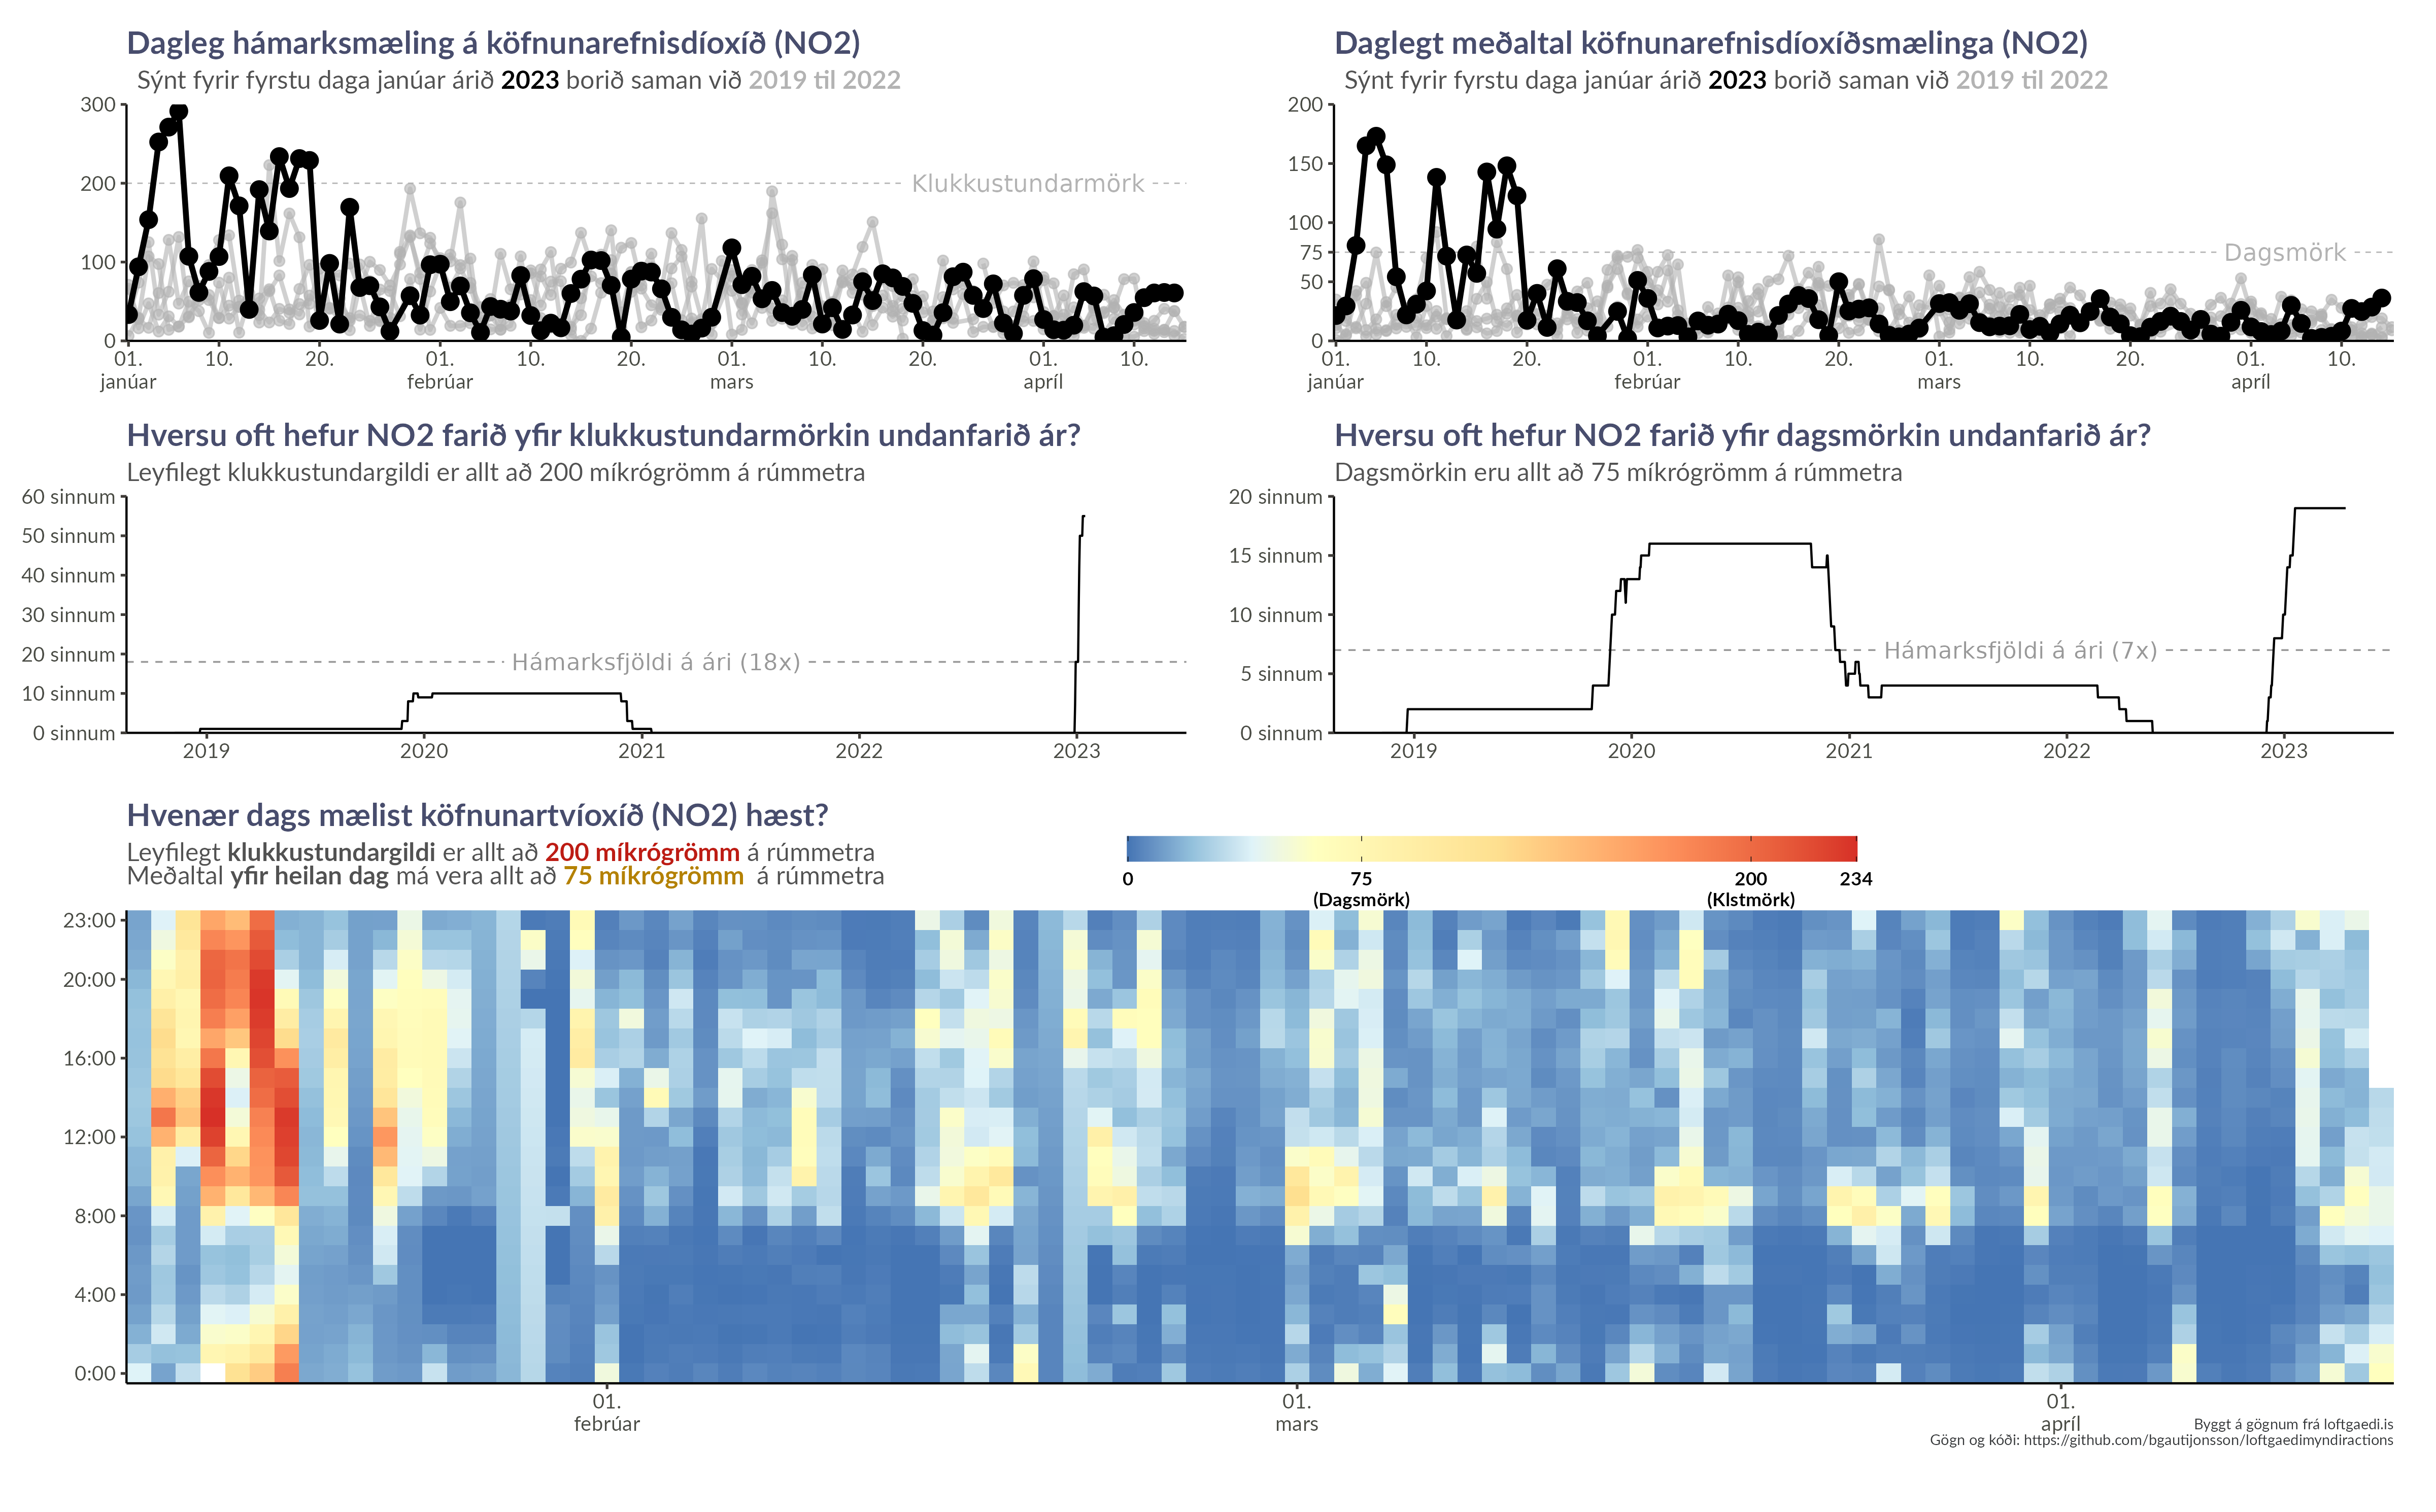 Dagleg hámarksmæling á köfnunarefnisdíoxíð (NO2)
Sýnt fyrir fyrstu daga janúar árið 2023 borið saman við 2019 til 2022
300
200
100
0
Klukkustundarmörk
01. 10. 20. 01. 10. 20. 01. 10. 20. 01. 10.
janúar febrúar mars apríl
Daglegt meðaltal köfnunarefnisdíoxíðsmælinga (NO2)
Sýnt fyrir fyrstu daga janúar árið 2023 borið saman við 2019 til 2022
200
150
100
75
50
0
Dagsmörk
01. 10. 20. 01. 10. 20. 01. 10. 20. 01. 10.
janúar febrúar mars apríl
Hversu oft hefur NO2 farið yfir klukkustundarmörkin undanfarið ár?
Leyfilegt klukkustundargildi er allt að 200 míkrógrömm á rúmmetra
60 sinnum
50 sinnum
40 sinnum
30 sinnum
20 sinnum
10 sinnum
0 sinnum
Hámarksfjöldi á ári (18x)
2019 2020 2021 2022 2023
Hversu oft hefur NO2 farið yfir dagsmörkin undanfarið ár?
Dagsmörkin eru allt að 75 míkrógrömm á rúmmetra
20 sinnum
15 sinnum
10 sinnum
5 sinnum
0 sinnum
Hámarksfjöldi á ári (7x)
2019 2020 2021 2022 2023
Hvenær dags mælist köfnunartvíoxíð (NO2) hæst?
Leyfilegt klukkustundargildi er allt að 200 míkrógrömm á rúmmetra
Meðaltal yfir heilan dag má vera allt að 75 míkrógrömm á rúmmetra
0 75 200 234
(Dagsmörk) (Klstmörk)
23:00
20:00
16:00
12:00
8:00
4:00
0:00
01. 01. 01.
febrúar mars apríl
Byggt á gögnum frá loftgaedi.is
Gögn og kóði: https://github.com/bgautijonsson/loftgaedimyndiractions